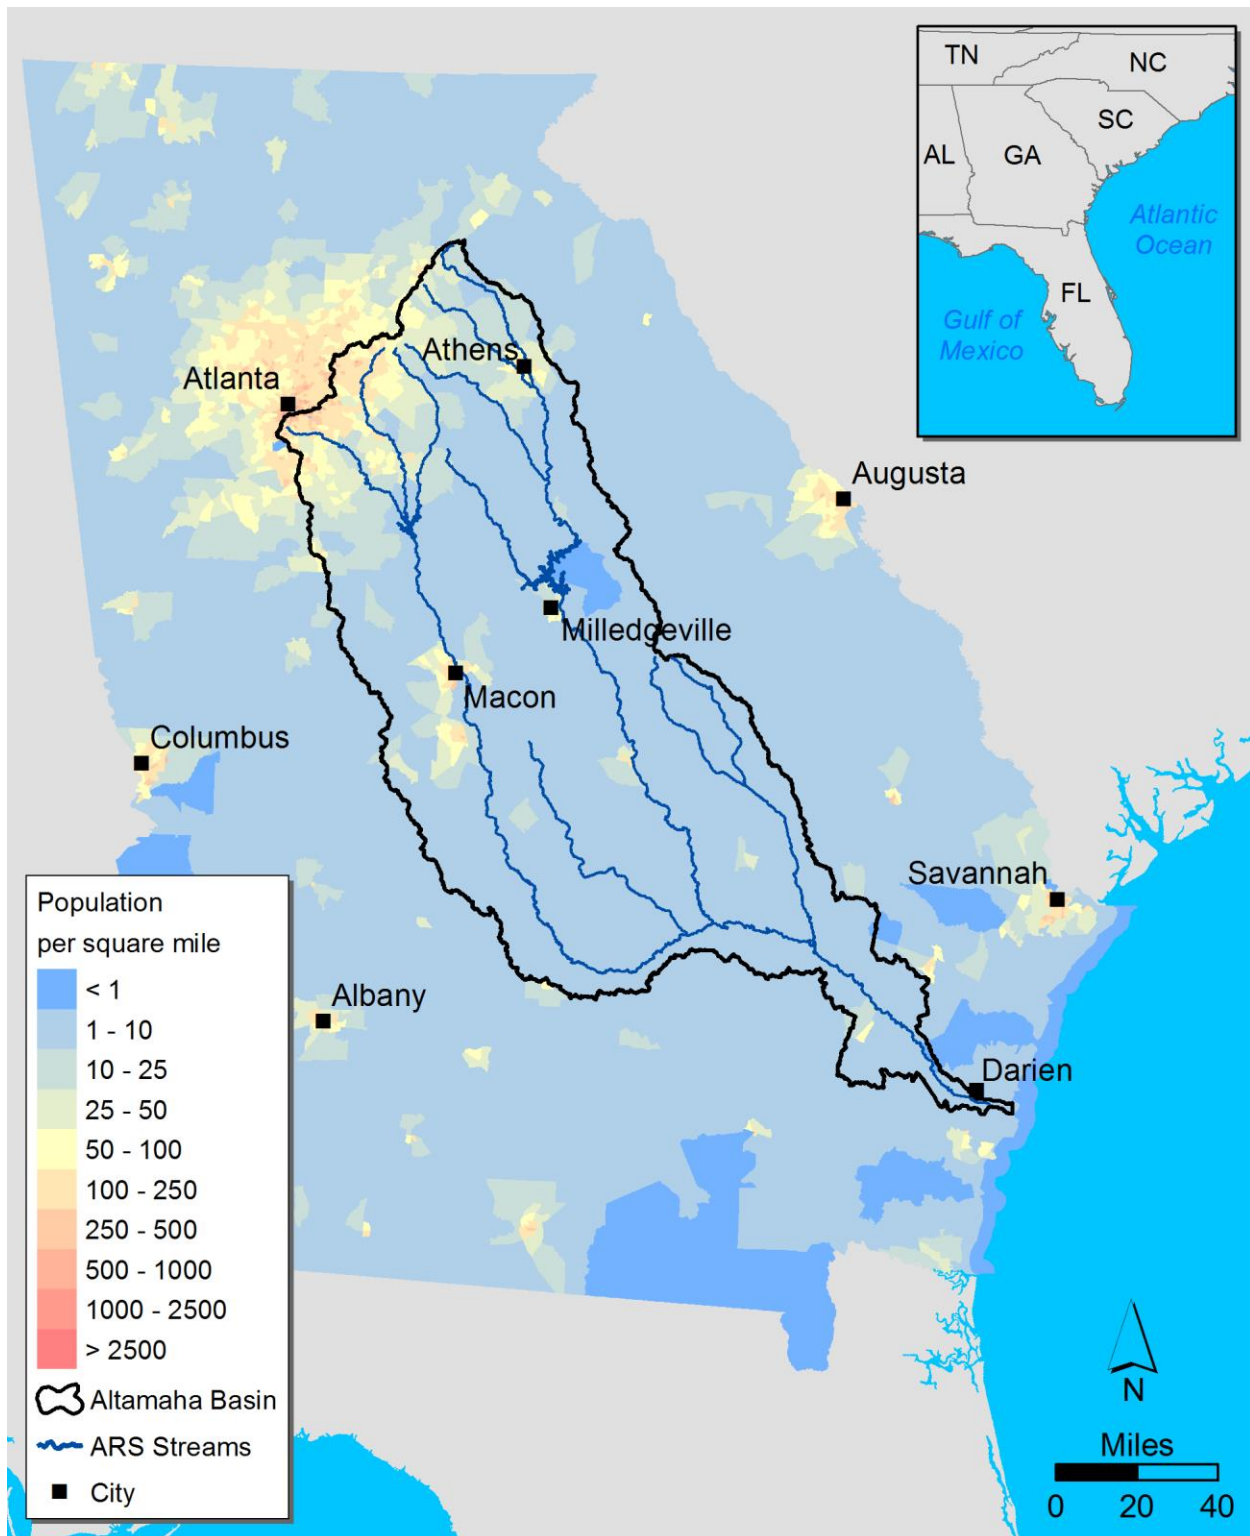 TN
NC
SC
AL
GA
Atlantic
Ocean
FL
Gulf of
Mexico
Athens
Atlanta
Augusta
Milledgeville
Macon
Columbus
Savannah
Albany
Darien
Population
per square mile
< 1
1 - 10
10 - 25
25 - 50
50 - 100
100 - 250
250 - 500
500 - 1000
1000 - 2500
> 2500
Altamaha Basin
ARS Streams
City
N
Miles
0 20 40